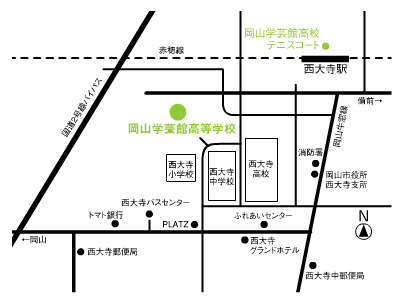 岡山学芸館高校
テニスコート
赤穂線
西大寺駅
国道2号線バイパス
備前→
岡山牛窓線
岡山学芸館高等学校
消防署
西大寺
小学校
西大寺
中学校
西大寺
高校
岡山市役所
西大寺支所
西大寺バスセンター
トマト銀行
PLATZ
ふれあいセンター
N
←岡山
西大寺郵便局
西大寺
グランドホテル
西大寺中郵便局